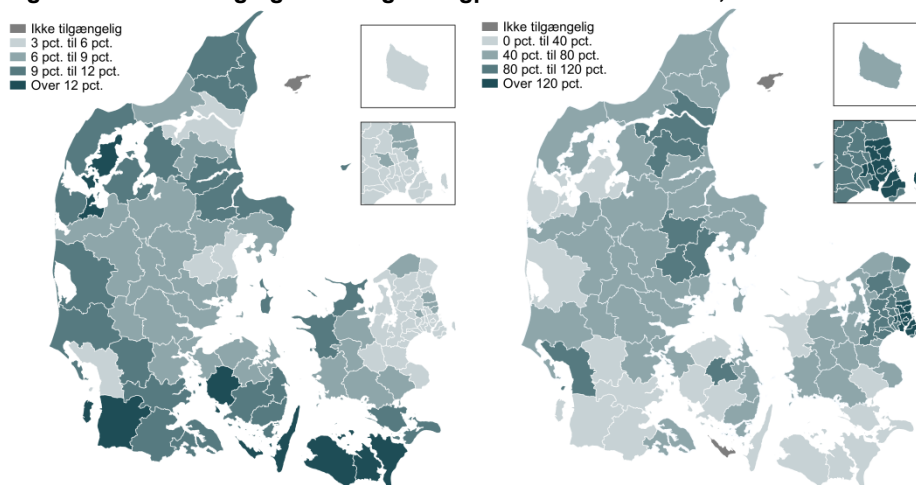 Ikke tilgængelig
3 pct. til 6 pct.
6 pct. til 9 pct.
9 pct. til 12 pct.
Over 12 pct.
Ikke tilgængelig
0 pct. til 40 pct.
40 pct. til 80 pct.
80 pct. til 120 pct.
Over 120 pct.